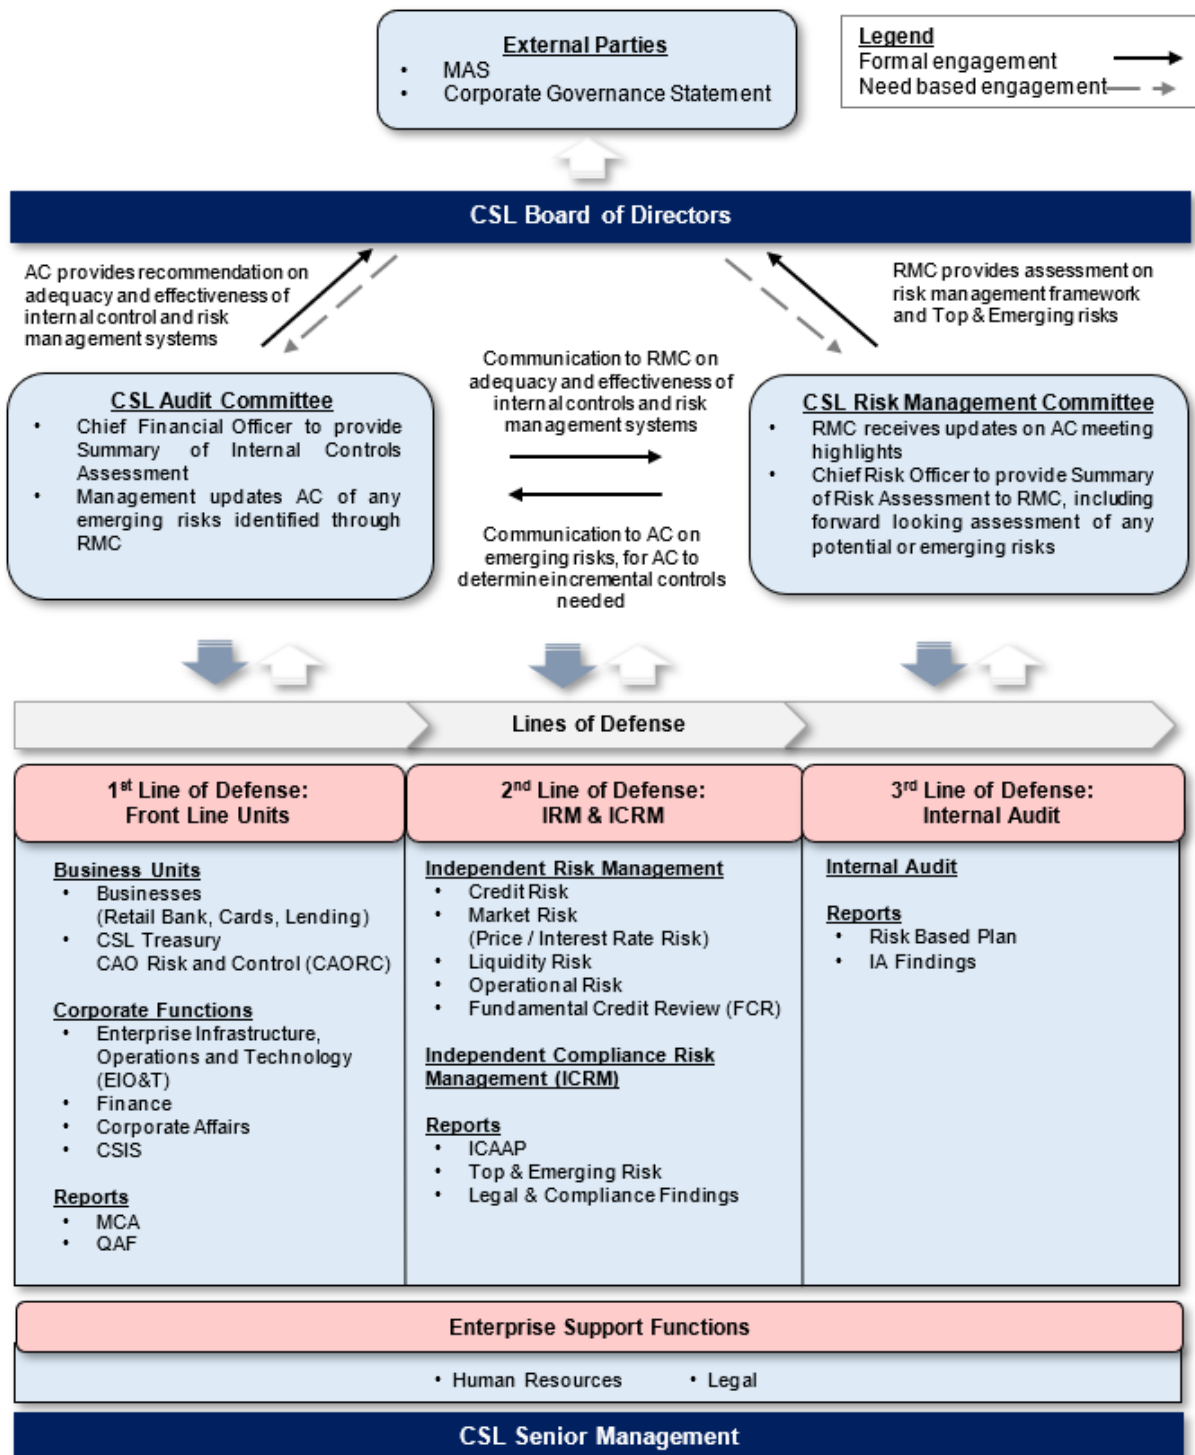 External Parties
• MAS
• Corporate Governance Statement
Legend
Formal engagement
Need based engagement
CSL Board of Directors
AC provides recommendation on
adequacy and effectiveness of
internal control and risk
management systems
RMC provides assessment on
risk management framework
and Top & Emerging risks
Communication to RMC on
adequacy and effectiveness of
internal controls and risk
management systems
CSL Audit Committee
• Chief Financial Officer to provide
Summary of Internal Controls
Assessment
• Management updates AC of any
emerging risks identified through
RMC
Communication to AC on
emerging risks, for AC to
determine incremental controls
needed
CSL Risk Management Committee
• RMC receives updates on AC meeting
highlights
• Chief Risk Officer to provide Summary
of Risk Assessment to RMC, including
forward looking assessment of any
potential or emerging risks
Lines of Defense
1st Line of Defense:
Front Line Units
Business Units
• Businesses
(Retail Bank, Cards, Lending)
• CSL Treasury
CAO Risk and Control (CAORC)
Corporate Functions
• Enterprise Infrastructure,
Operations and Technology
(EIO&T)
• Finance
• Corporate Affairs
• CSIS
Reports
• MCA
• QAF
2nd Line of Defense:
IRM & ICRM
Independent Risk Management
• Credit Risk
• Market Risk
(Price / Interest Rate Risk)
• Liquidity Risk
• Operational Risk
• Fundamental Credit Review (FCR)
Independent Compliance Risk
Management (ICRM)
Reports
• ICAAP
• Top & Emerging Risk
• Legal & Compliance Findings
3rd Line of Defense:
Internal Audit
Internal Audit
Reports
• Risk Based Plan
• IA Findings
Enterprise Support Functions
• Human Resources • Legal
CSL Senior Management